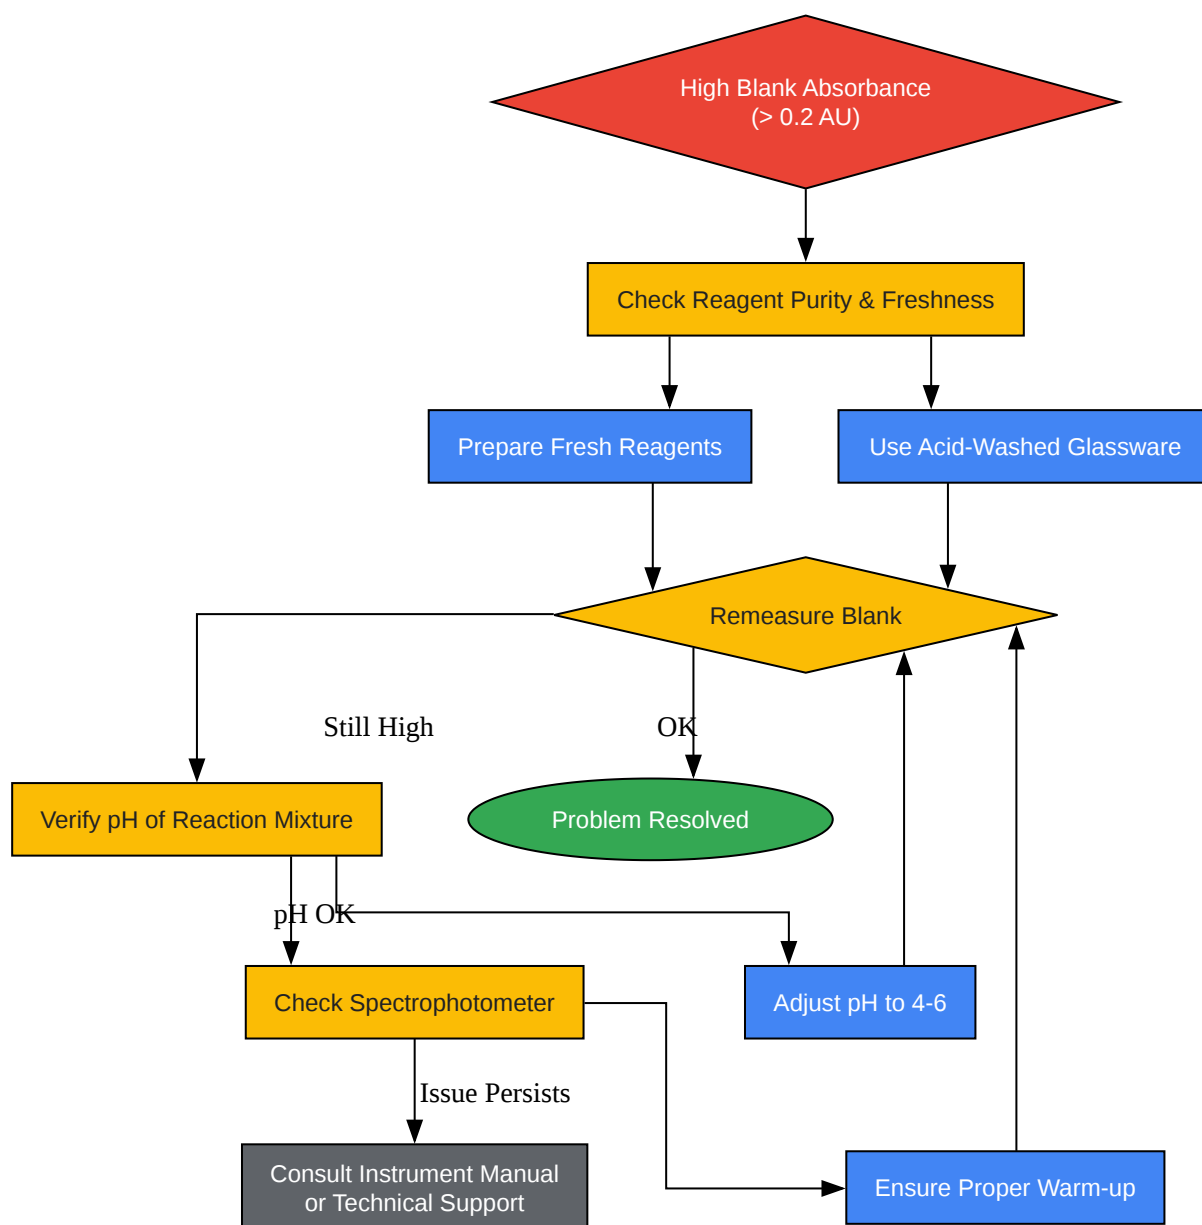 High Blank Absorbance
(> 0.2 AU)
Check Reagent Purity & Freshness
Prepare Fresh Reagents
Use Acid-Washed Glassware
Remeasure Blank
Still High
OK
Verify pH of Reaction Mixture
Problem Resolved
pH OK
Check Spectrophotometer
Adjust pH to 4-6
Issue Persists
Consult Instrument Manual
or Technical Support
Ensure Proper Warm-up